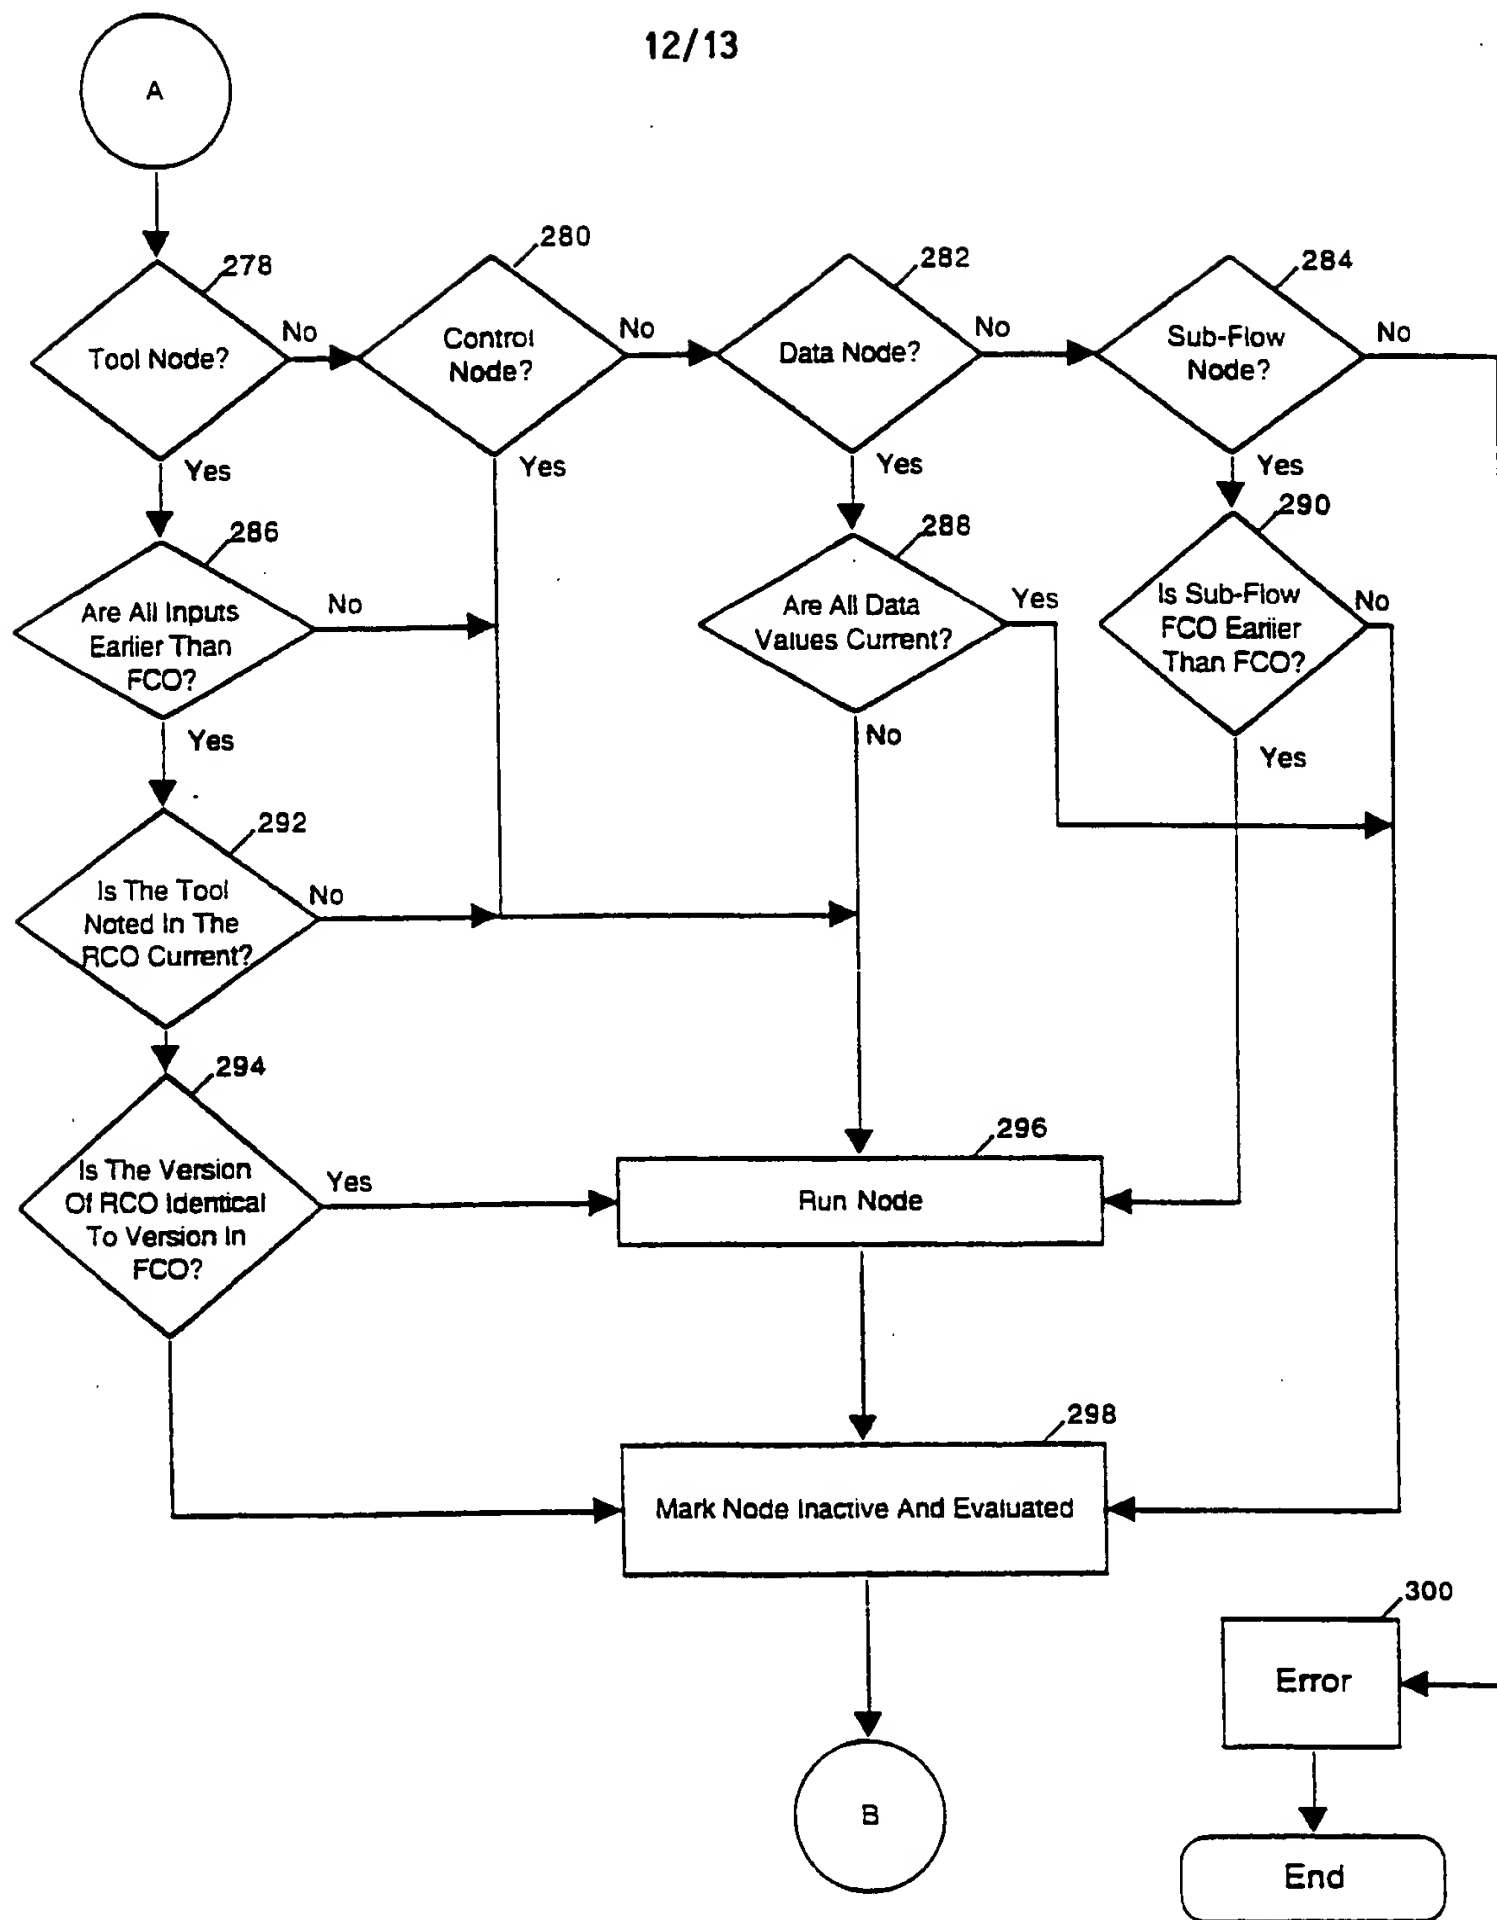 12/13
A
278
280
282
284
Tool Node?
No
Control
Node?
No
Data Node?
No
Sub-Flow
Node?
No
Yes
Yes
Yes
Yes
286
288
290
Are All Inputs
Earlier Than
FCO?
No
Are All Data
Values Current?
Yes
Is Sub-Flow
FCO Earlier
Than FCO?
No
Yes
No
Yes
292
Is The Tool
Noted In The
RCO Current?
No
294
Is The Version
Of RCO Identical
To Version In
FCO?
Yes
296
Run Node
298
Mark Node Inactive And Evaluated
300
Error
B
End